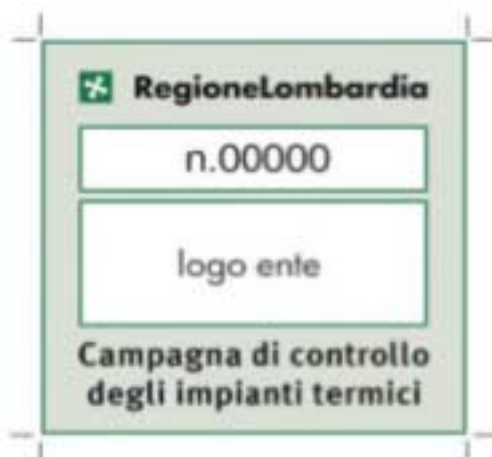 RegioneLombardia
n.00000
logo ente
Campagna di controllo
degli impianti termici